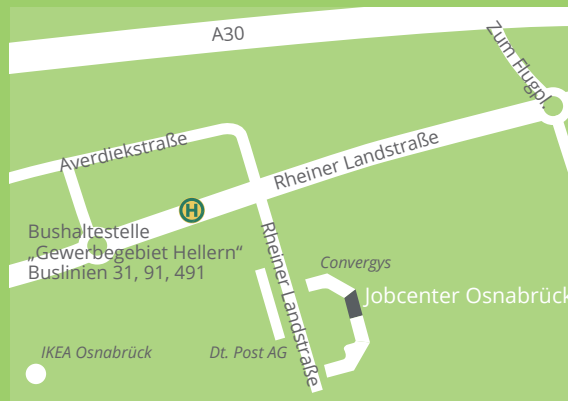 A30
Zum Flugpl.
Averdiekstraße
Rheiner Landstraße
H
Bushaltestelle
„Gewerbegebiet Hellern“
Buslinien 31, 91, 491
Rheiner Landstraße
Convergys
Jobcenter Osnabrück
IKEA Osnabrück
Dt. Post AG